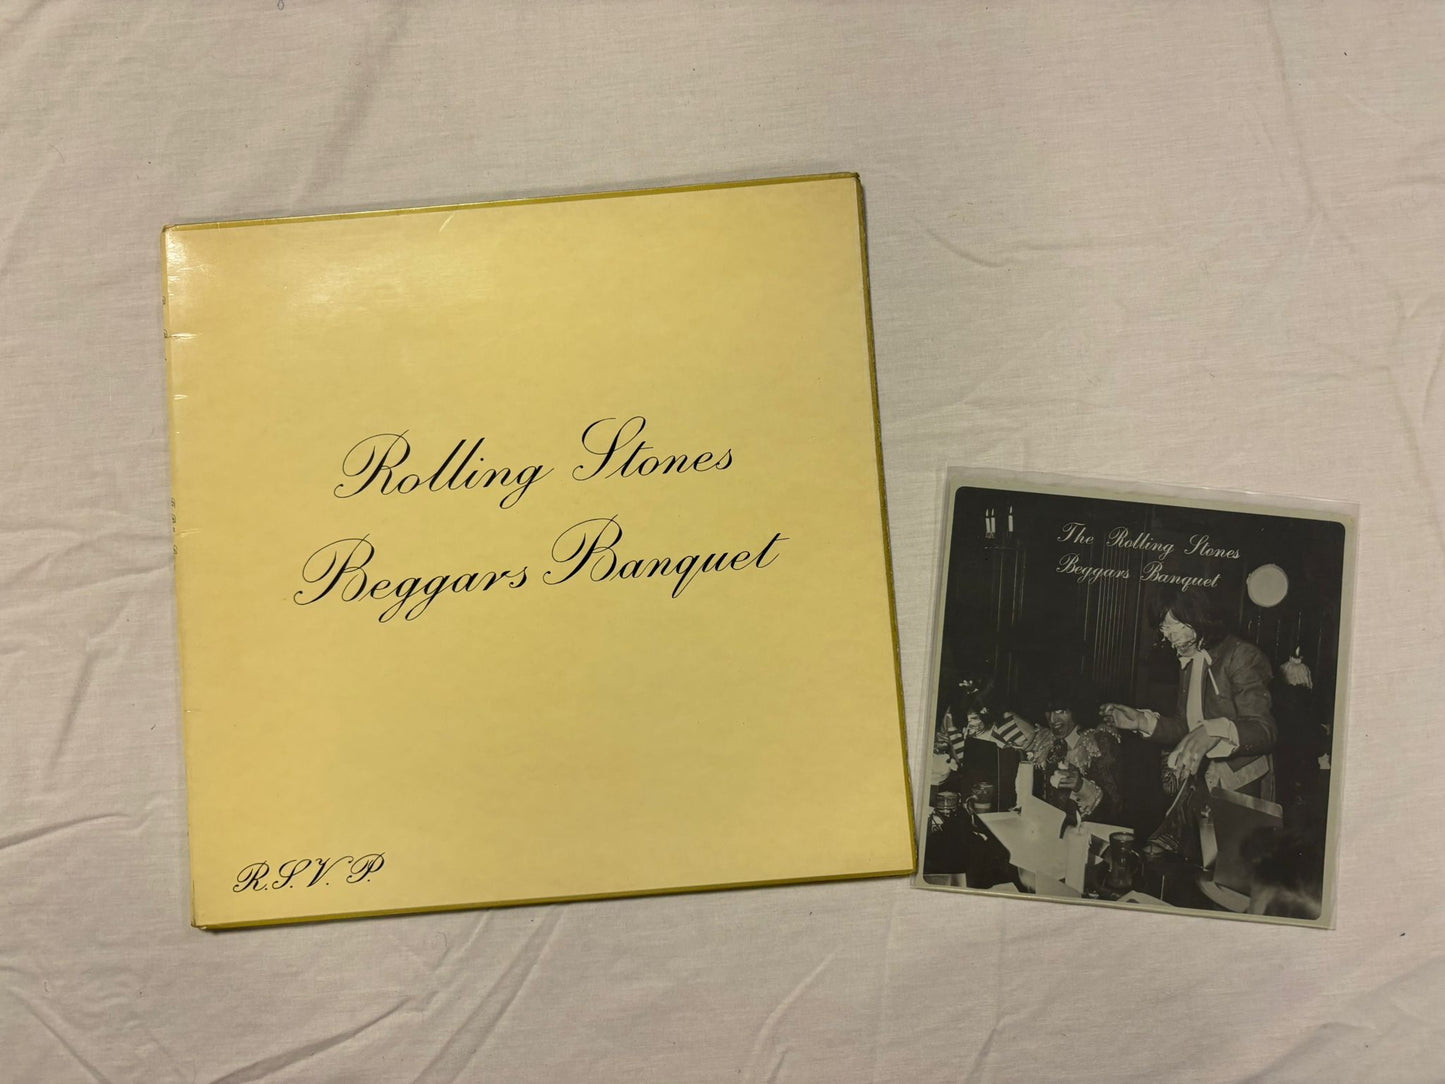 Rolling Stones
Beggars Banquet
R.S.V.P.
The Rolling Stones
Beggars Banquet